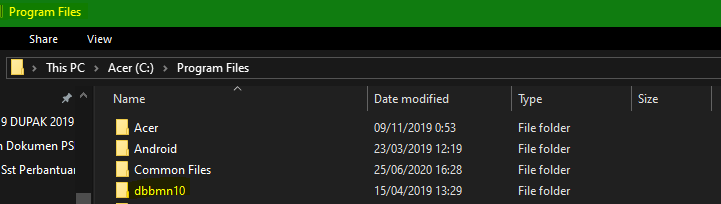 Program Files
Share View
This PC > Acer (C:) > Program Files
Name Date modified Type Size
9 DUPAK 2019
n Dokumen PS
Sst Perbantuan
Acer 09/11/2019 0:53 File folder
Android 23/03/2019 12:19 File folder
Common Files 25/06/2020 16:28 File folder
dbbmn10 15/04/2019 13:29 File folder